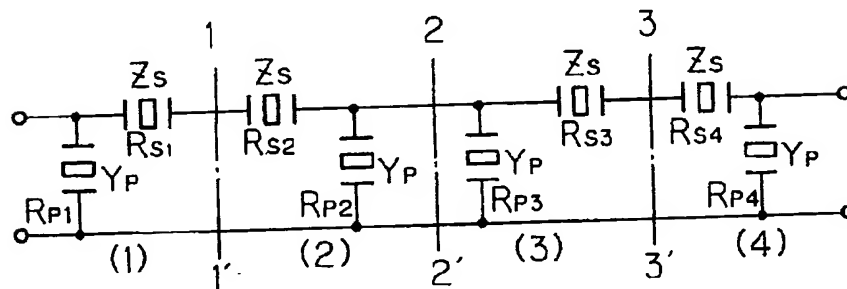 1 2 3
Zs Zs Zs Zs
Rs1 Rs2 Rs3 Rs4
Yp Yp Yp Yp
Rp1 Rp2 Rp3 Rp4
(1) (2) (3) (4)
1' 2' 3'